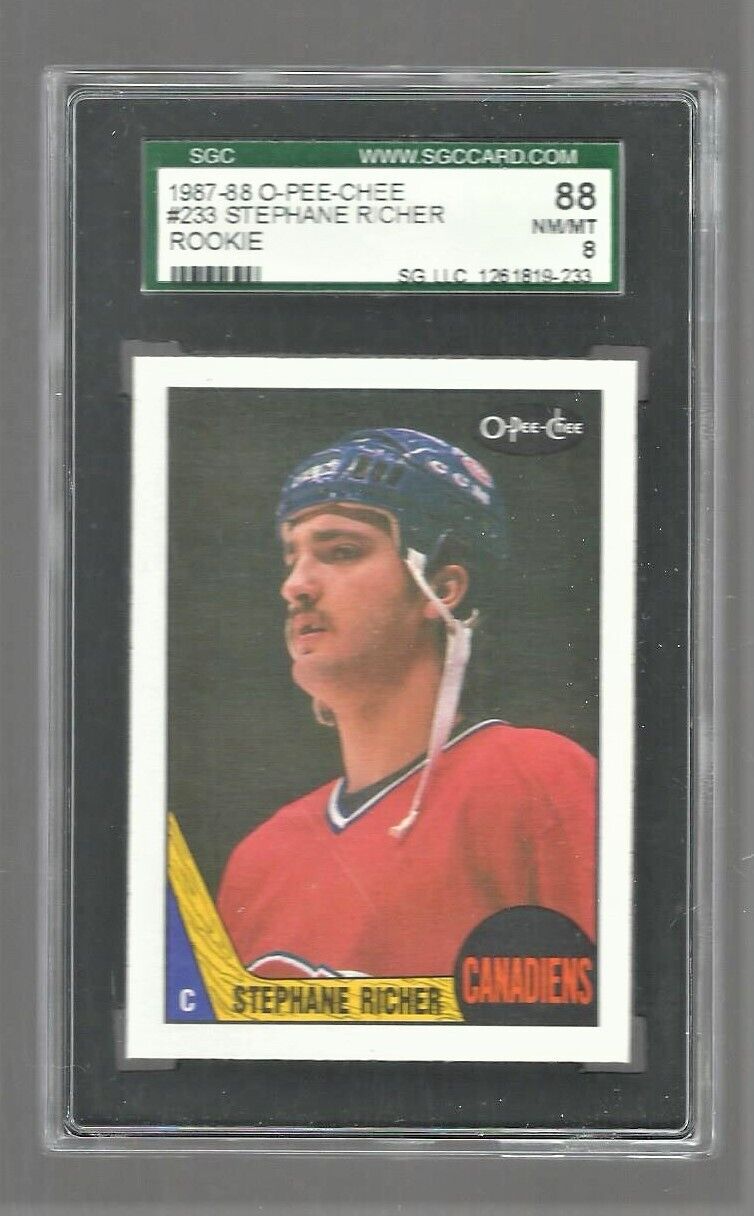 SGC WWW.SGCCARD.COM
1987-88 O-PEE-CHEE 88
#233 STEPHANE RICHER NM/MT
ROOKIE 8
SG LLC 1261819-233
O-Pee-Chee
CCM
C STEPHANE RICHER CANADIENS